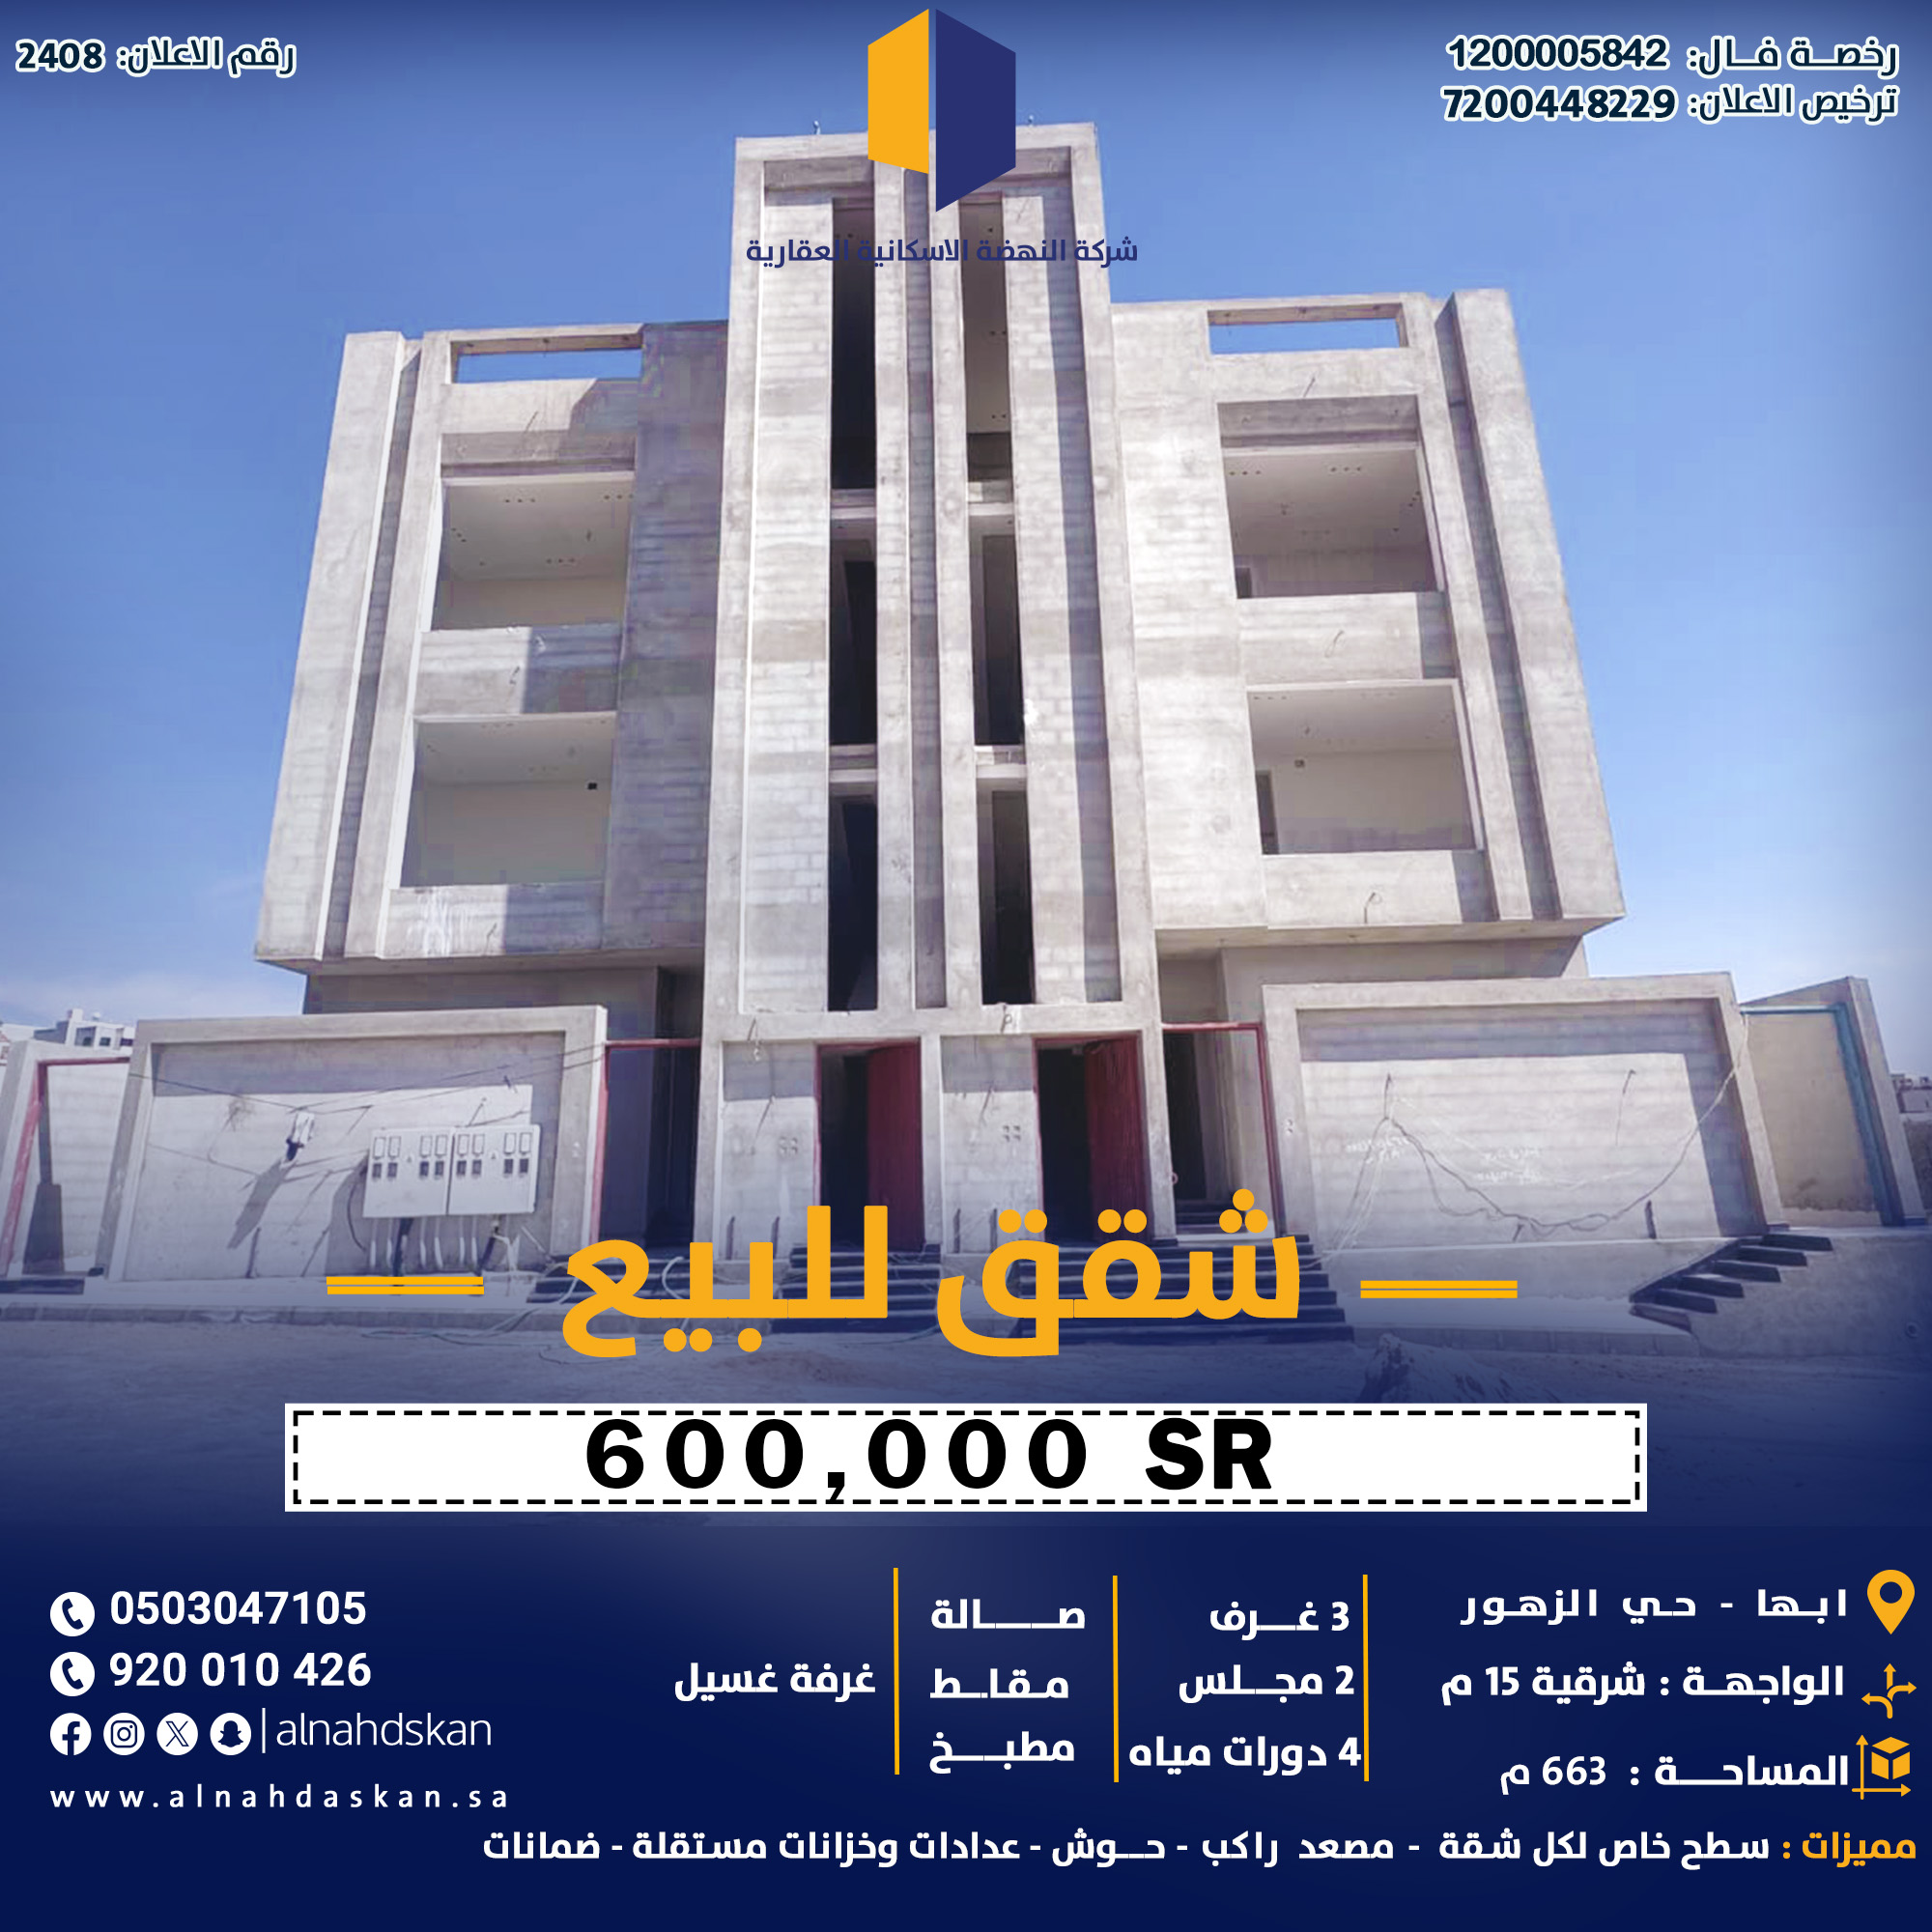 رخصة فال: 1200005842
ترخيص الاعلان: 7200448229
رقم الاعلان: 2408
شركة النهضة الاسكانية العقارية
شقق للبيع
600,000 SR
ابها - حي الزهور
الواجهة : شرقية 15 م
المساحة : 663 م
3 غرف
2 مجلس
4 دورات مياه
صالة
مقلط
مطبخ
غرفة غسيل
0503047105
920 010 426
alnahdskan
www.alnahdaskan.sa
مميزات : سطح خاص لكل شقة - مصعد راكب - حوش - عدادات وخزانات مستقلة - ضمانات